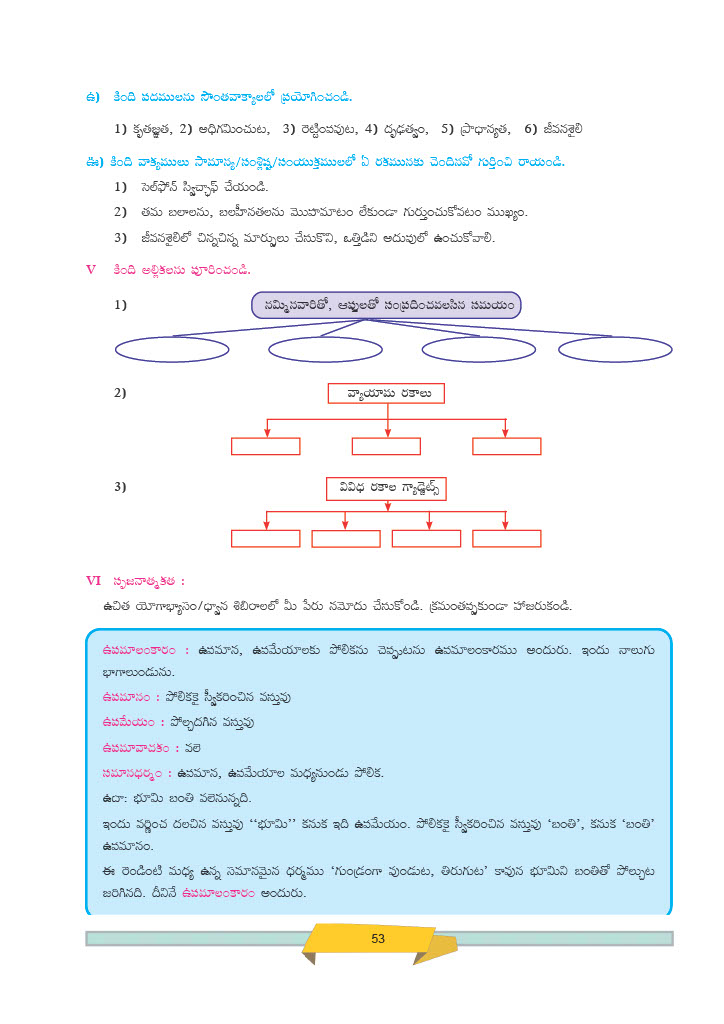 ఉ) కింది పదములను సొంతవాక్యాలలో ప్రయోగించండి.
1) కృతజ్ఞత, 2) అధిగమించుట, 3) రెట్టింపవుట, 4) దృఢత్వం, 5) ప్రాధాన్యత, 6) జీవనశైలి
ఊ) కింది వాక్యములు సామాన్య/సంశ్లిష్ట/సంయుక్తములలో ఏ రకమునకు చెందినవో గుర్తించి రాయండి.
1) సెల్‌ఫోన్ స్విచ్ఛాఫ్ చేయండి.
2) తమ బలాలను, బలహీనతలను మొహమాటం లేకుండా గుర్తుంచుకోవటం ముఖ్యం.
3) జీవనశైలిలో చిన్నచిన్న మార్పులు చేసుకొని, ఒత్తిడిని అదుపులో ఉంచుకోవాలి.
V కింది అల్లికలను పూరించండి.
1) నమ్మినవారితో, ఆప్తులతో సంప్రదించవలసిన సమయం
2) వ్యాయామ రకాలు
3) వివిధ రకాల గ్యాడ్జెట్స్
VI సృజనాత్మకత :
ఉచిత యోగాభ్యాసం/ధ్యాన శిబిరాలలో మీ పేరు నమోదు చేసుకోండి. క్రమంతప్పకుండా హాజరుకండి.
ఉపమాలంకారం : ఉపమాన, ఉపమేయాలకు పోలికను చెప్పుటను ఉపమాలంకారము అందురు. ఇందు నాలుగు
భాగాలుండును.
ఉపమానం : పోలికకై స్వీకరించిన వస్తువు
ఉపమేయం : పోల్చదగిన వస్తువు
ఉపమావాచకం : వలె
సమానధర్మం : ఉపమాన, ఉపమేయాల మధ్యనుండు పోలిక.
ఉదా: భూమి బంతి వలెనున్నది.
ఇందు వర్ణించ దలచిన వస్తువు ‘‘భూమి’’ కనుక ఇది ఉపమేయం. పోలికకై స్వీకరించిన వస్తువు ‘బంతి’, కనుక ‘బంతి’
ఉపమానం.
ఈ రెండింటి మధ్య ఉన్న సమానమైన ధర్మము ‘గుండ్రంగా వుండుట, తిరుగుట’ కావున భూమిని బంతితో పోల్చుట
జరిగినది. దీనినే ఉపమాలంకారం అందురు.
53